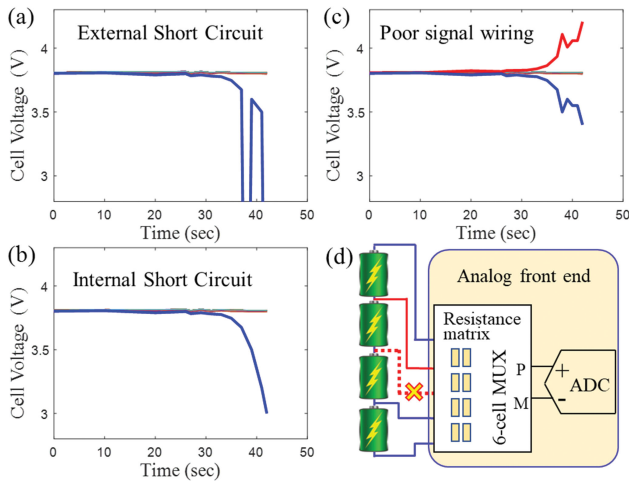 (a)
External Short Circuit
Cell Voltage (V)
4
3.5
3
0 10 20 30 40 50
Time (sec)
(b)
Internal Short Circuit
Cell Voltage (V)
4
3.5
3
0 10 20 30 40 50
Time (sec)
(c)
Poor signal wiring
Cell Voltage (V)
4
3.5
3
0 10 20 30 40 50
Time (sec)
(d)
Analog front end
Resistance
matrix
6-cell MUX
P
M
+
-
ADC